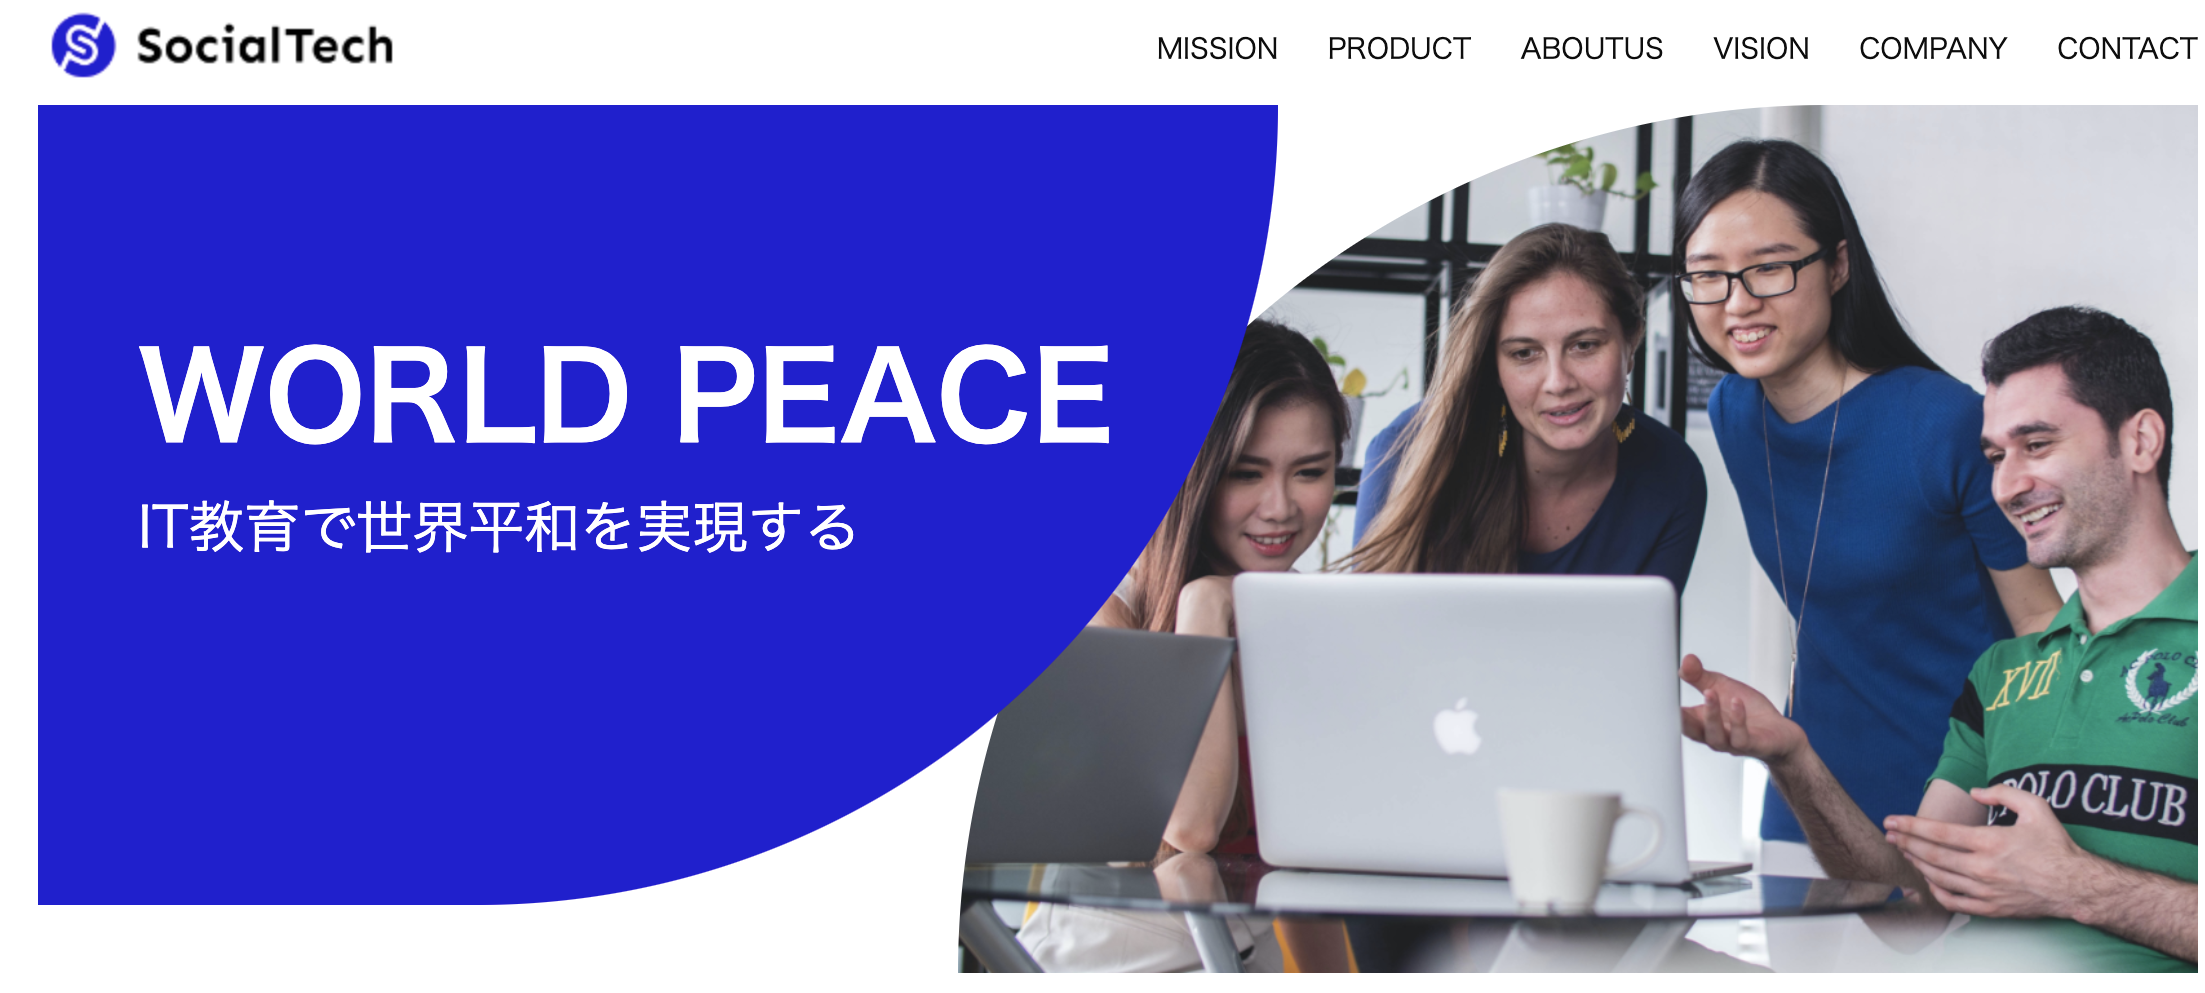 SocialTech
MISSION PRODUCT ABOUTUS VISION COMPANY CONTACT
WORLD PEACE
IT教育で世界平和を実現する
XVII
POLO CLUB